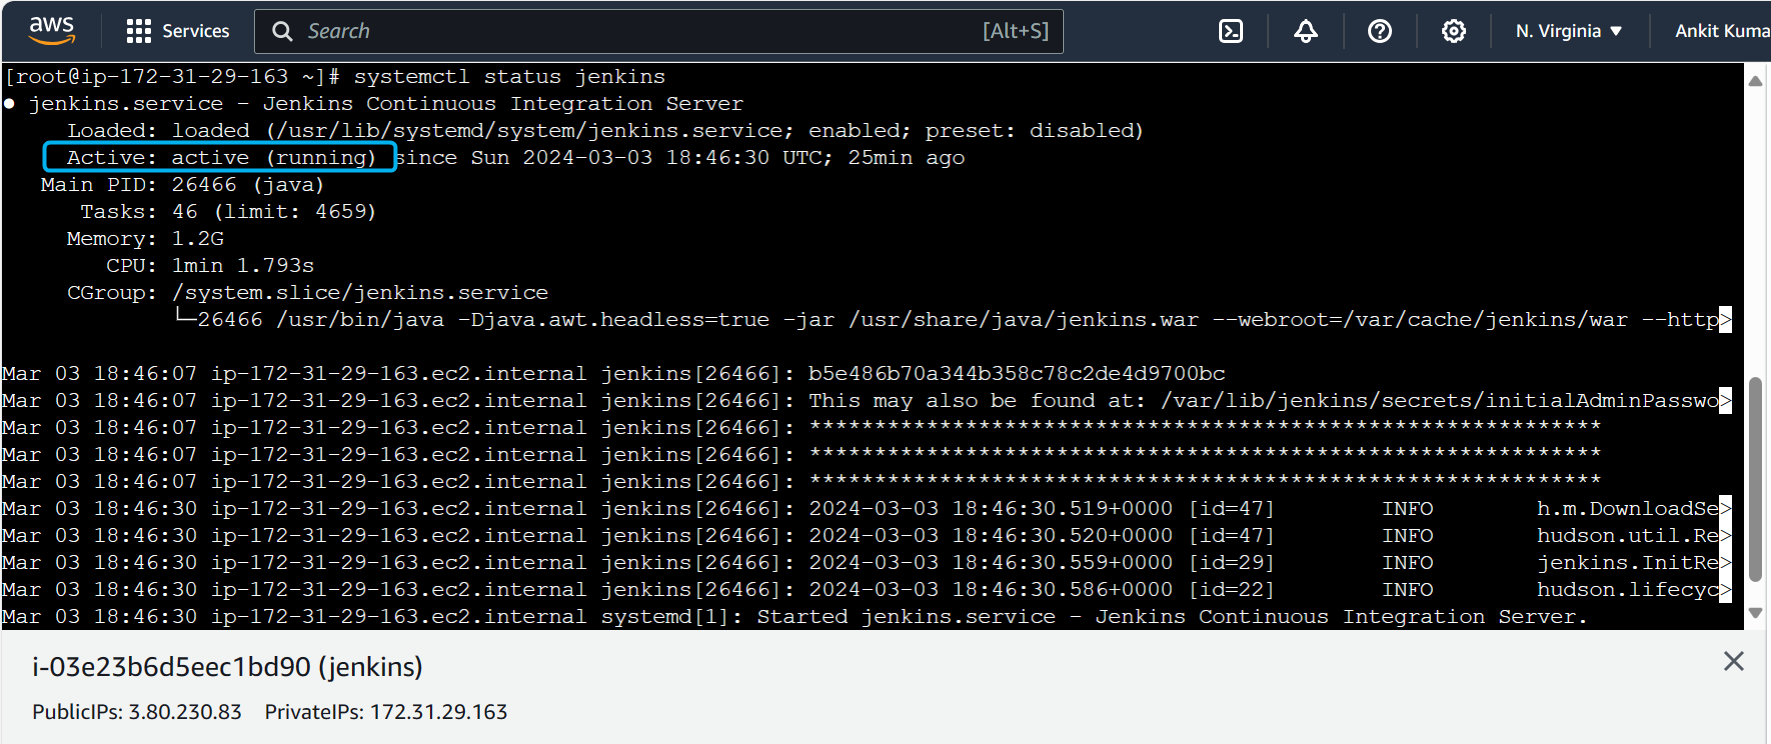 aws Services Search [Alt+S] N. Virginia ▼ Ankit Kuma
[root@ip-172-31-29-163 ~]# systemctl status jenkins
● jenkins.service - Jenkins Continuous Integration Server
Loaded: loaded (/usr/lib/systemd/system/jenkins.service; enabled; preset: disabled)
Active: active (running) since Sun 2024-03-03 18:46:30 UTC; 25min ago
Main PID: 26466 (java)
Tasks: 46 (limit: 4659)
Memory: 1.2G
CPU: 1min 1.793s
CGroup: /system.slice/jenkins.service
└─26466 /usr/bin/java -Djava.awt.headless=true -jar /usr/share/java/jenkins.war --webroot=/var/cache/jenkins/war --http>
Mar 03 18:46:07 ip-172-31-29-163.ec2.internal jenkins[26466]: b5e486b70a344b358c78c2de4d9700bc
Mar 03 18:46:07 ip-172-31-29-163.ec2.internal jenkins[26466]: This may also be found at: /var/lib/jenkins/secrets/initialAdminPasswo>
Mar 03 18:46:07 ip-172-31-29-163.ec2.internal jenkins[26466]: *************************************************************
Mar 03 18:46:07 ip-172-31-29-163.ec2.internal jenkins[26466]: *************************************************************
Mar 03 18:46:07 ip-172-31-29-163.ec2.internal jenkins[26466]: *************************************************************
Mar 03 18:46:30 ip-172-31-29-163.ec2.internal jenkins[26466]: 2024-03-03 18:46:30.519+0000 [id=47] INFO h.m.DownloadSe>
Mar 03 18:46:30 ip-172-31-29-163.ec2.internal jenkins[26466]: 2024-03-03 18:46:30.520+0000 [id=47] INFO hudson.util.Re>
Mar 03 18:46:30 ip-172-31-29-163.ec2.internal jenkins[26466]: 2024-03-03 18:46:30.559+0000 [id=29] INFO jenkins.InitRe>
Mar 03 18:46:30 ip-172-31-29-163.ec2.internal jenkins[26466]: 2024-03-03 18:46:30.586+0000 [id=22] INFO hudson.lifecyc>
Mar 03 18:46:30 ip-172-31-29-163.ec2.internal systemd[1]: Started jenkins.service - Jenkins Continuous Integration Server.
i-03e23b6d5eec1bd90 (jenkins)
PublicIPs: 3.80.230.83 PrivateIPs: 172.31.29.163